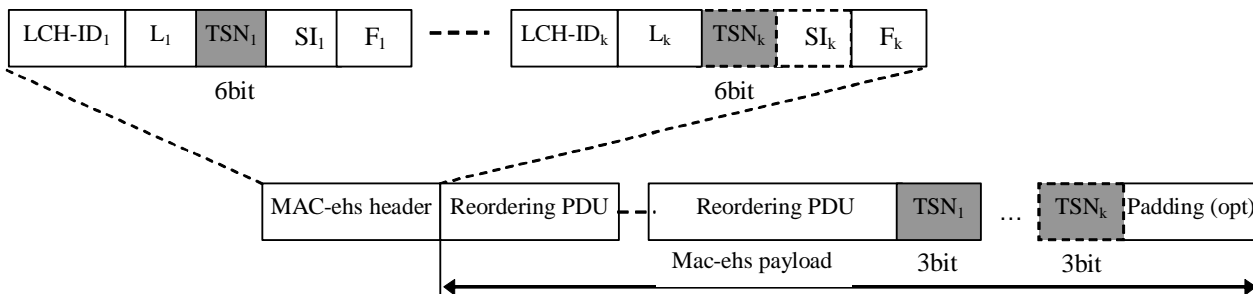 LCH-ID₁ L₁ TSN₁ SI₁ F₁ LCH-IDₖ Lₖ TSNₖ SIₖ Fₖ
6bit 6bit
MAC-ehs header Reordering PDU Reordering PDU TSN₁ ... TSNₖ Padding (opt)
Mac-ehs payload 3bit 3bit